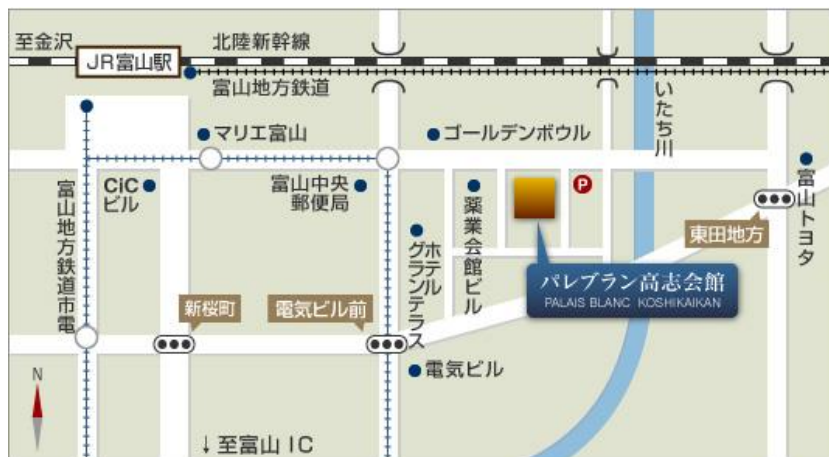 至金沢
北陸新幹線
JR富山駅
富山地方鉄道
マリエ富山
ゴールデンボウル
いたち川
CiC
ビル
富山中央
郵便局
P
富山トヨタ
富山地方鉄道市電
ホテル
グランテラス
薬業会館ビル
東田地方
パレブラン高志会館
PALAIS BLANC KOSHIKAIKAN
新桜町
電気ビル前
電気ビル
N
↓至富山IC